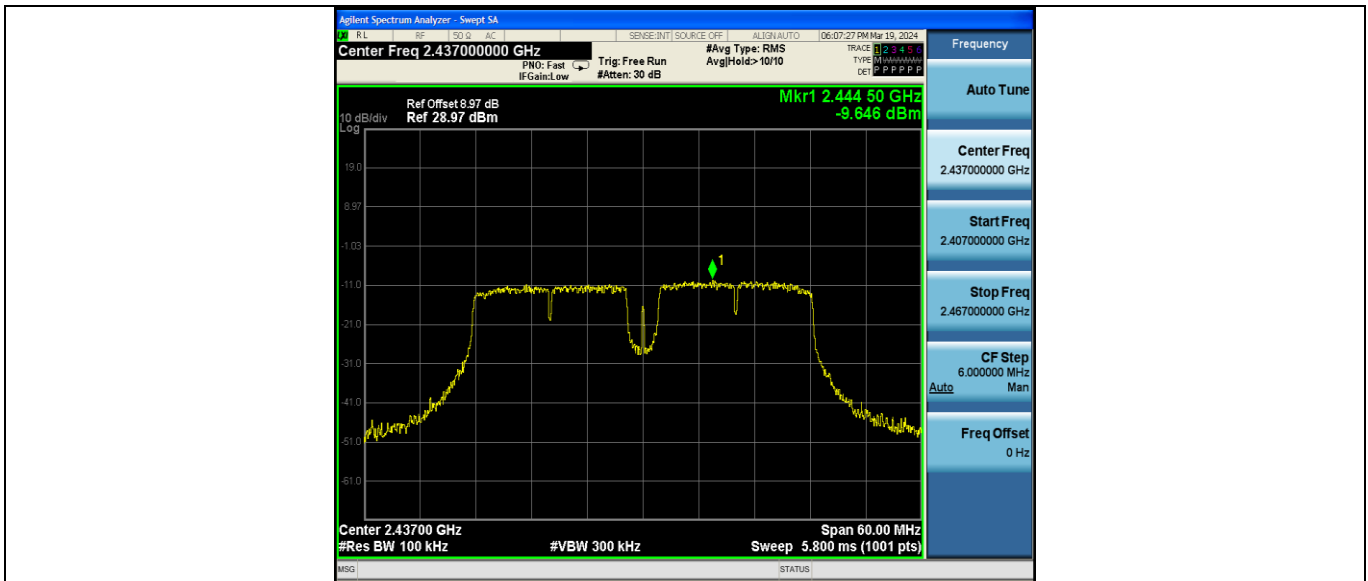 Agilent Spectrum Analyzer - Swept SA
LXI RL RF 50 Ω AC SENSE:INT SOURCE OFF ALIGN AUTO 06:07:27 PM Mar 19, 2024
Center Freq 2.437000000 GHz
PNO: Fast
IFGain:Low
Trig: Free Run
#Atten: 30 dB
#Avg Type: RMS
Avg|Hold:> 10/10
TRACE 1 2 3 4 5 6
TYPE MWWWWW
DET P P P P P P
Mkr1 2.444 50 GHz
-9.646 dBm
Ref Offset 8.97 dB
10 dB/div Ref 28.97 dBm
Log
19.0
8.97
-1.03
-11.0
-21.0
-31.0
-41.0
-51.0
-61.0
1
Center 2.43700 GHz Span 60.00 MHz
#Res BW 100 kHz #VBW 300 kHz Sweep 5.800 ms (1001 pts)
MSG STATUS
Frequency
Auto Tune
Center Freq
2.437000000 GHz
Start Freq
2.407000000 GHz
Stop Freq
2.467000000 GHz
CF Step
6.000000 MHz
Auto Man
Freq Offset
0 Hz